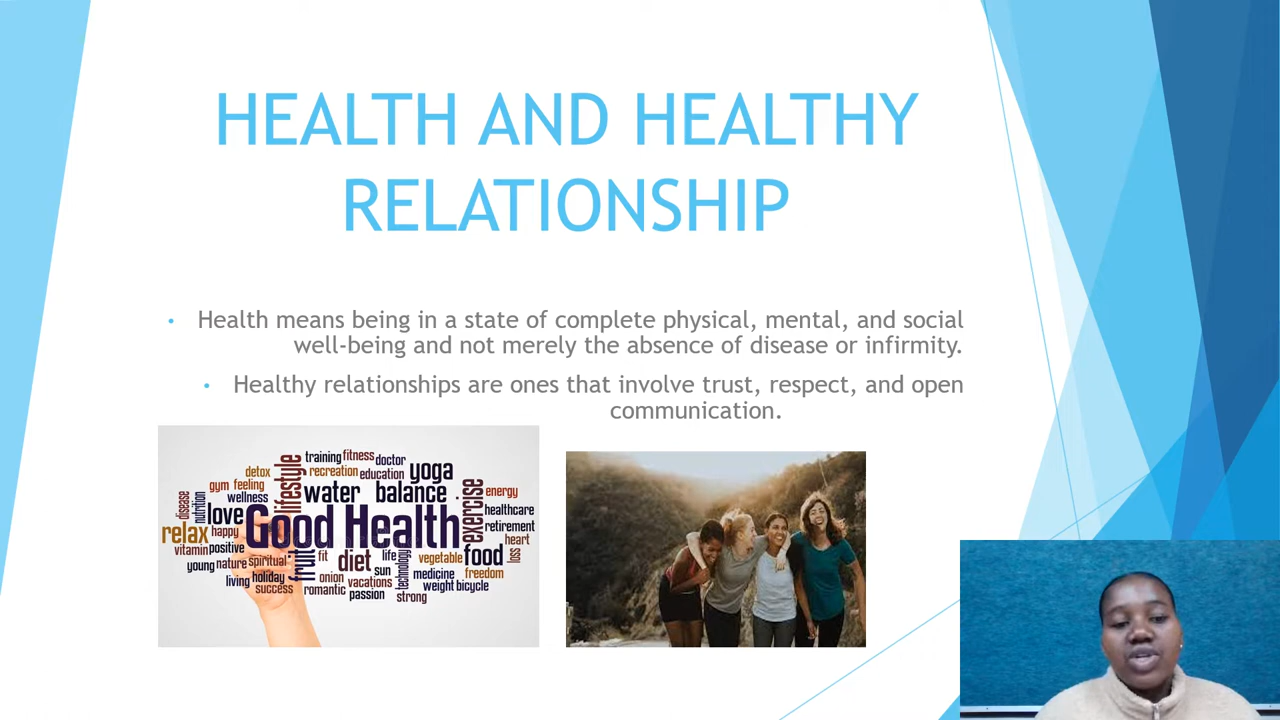 HEALTH AND HEALTHY
RELATIONSHIP
• Health means being in a state of complete physical, mental, and social
well-being and not merely the absence of disease or infirmity.
• Healthy relationships are ones that involve trust, respect, and open
communication.
training fitness doctor
detox recreation education yoga
gym feeling lifestyle water balance exercise energy
disease nutrition wellness healthcare
love Good Health retirement
relax happy heart
vitamin positive fruit fit diet life technology vegetable food loss
young nature spiritual sun medicine freedom
living holiday onion vacations weight bicycle
success romantic passion strong